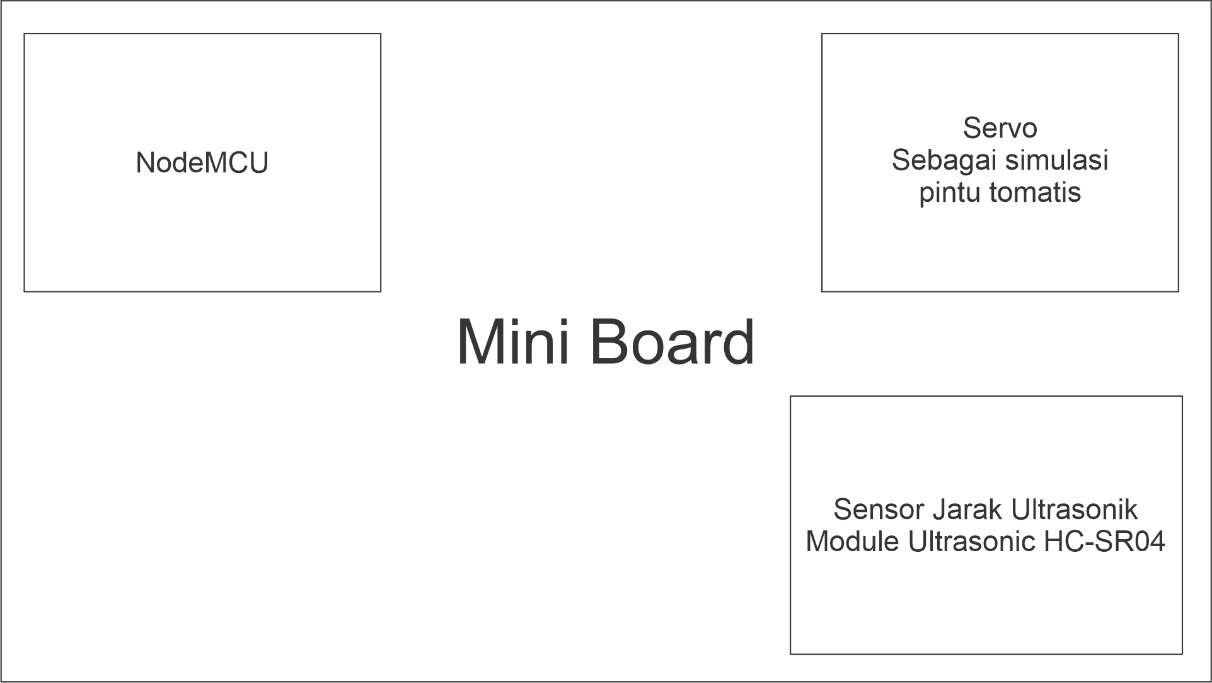 NodeMCU
Servo
Sebagai simulasi
pintu tomatis
Mini Board
Sensor Jarak Ultrasonik
Module Ultrasonic HC-SR04